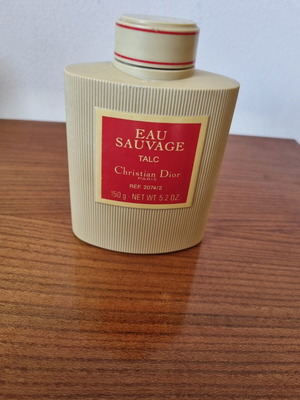 EAU
SAUVAGE
TALC
Christian Dior
PARIS
REF. 2074/2
150 g - NET WT 5.2 OZ.